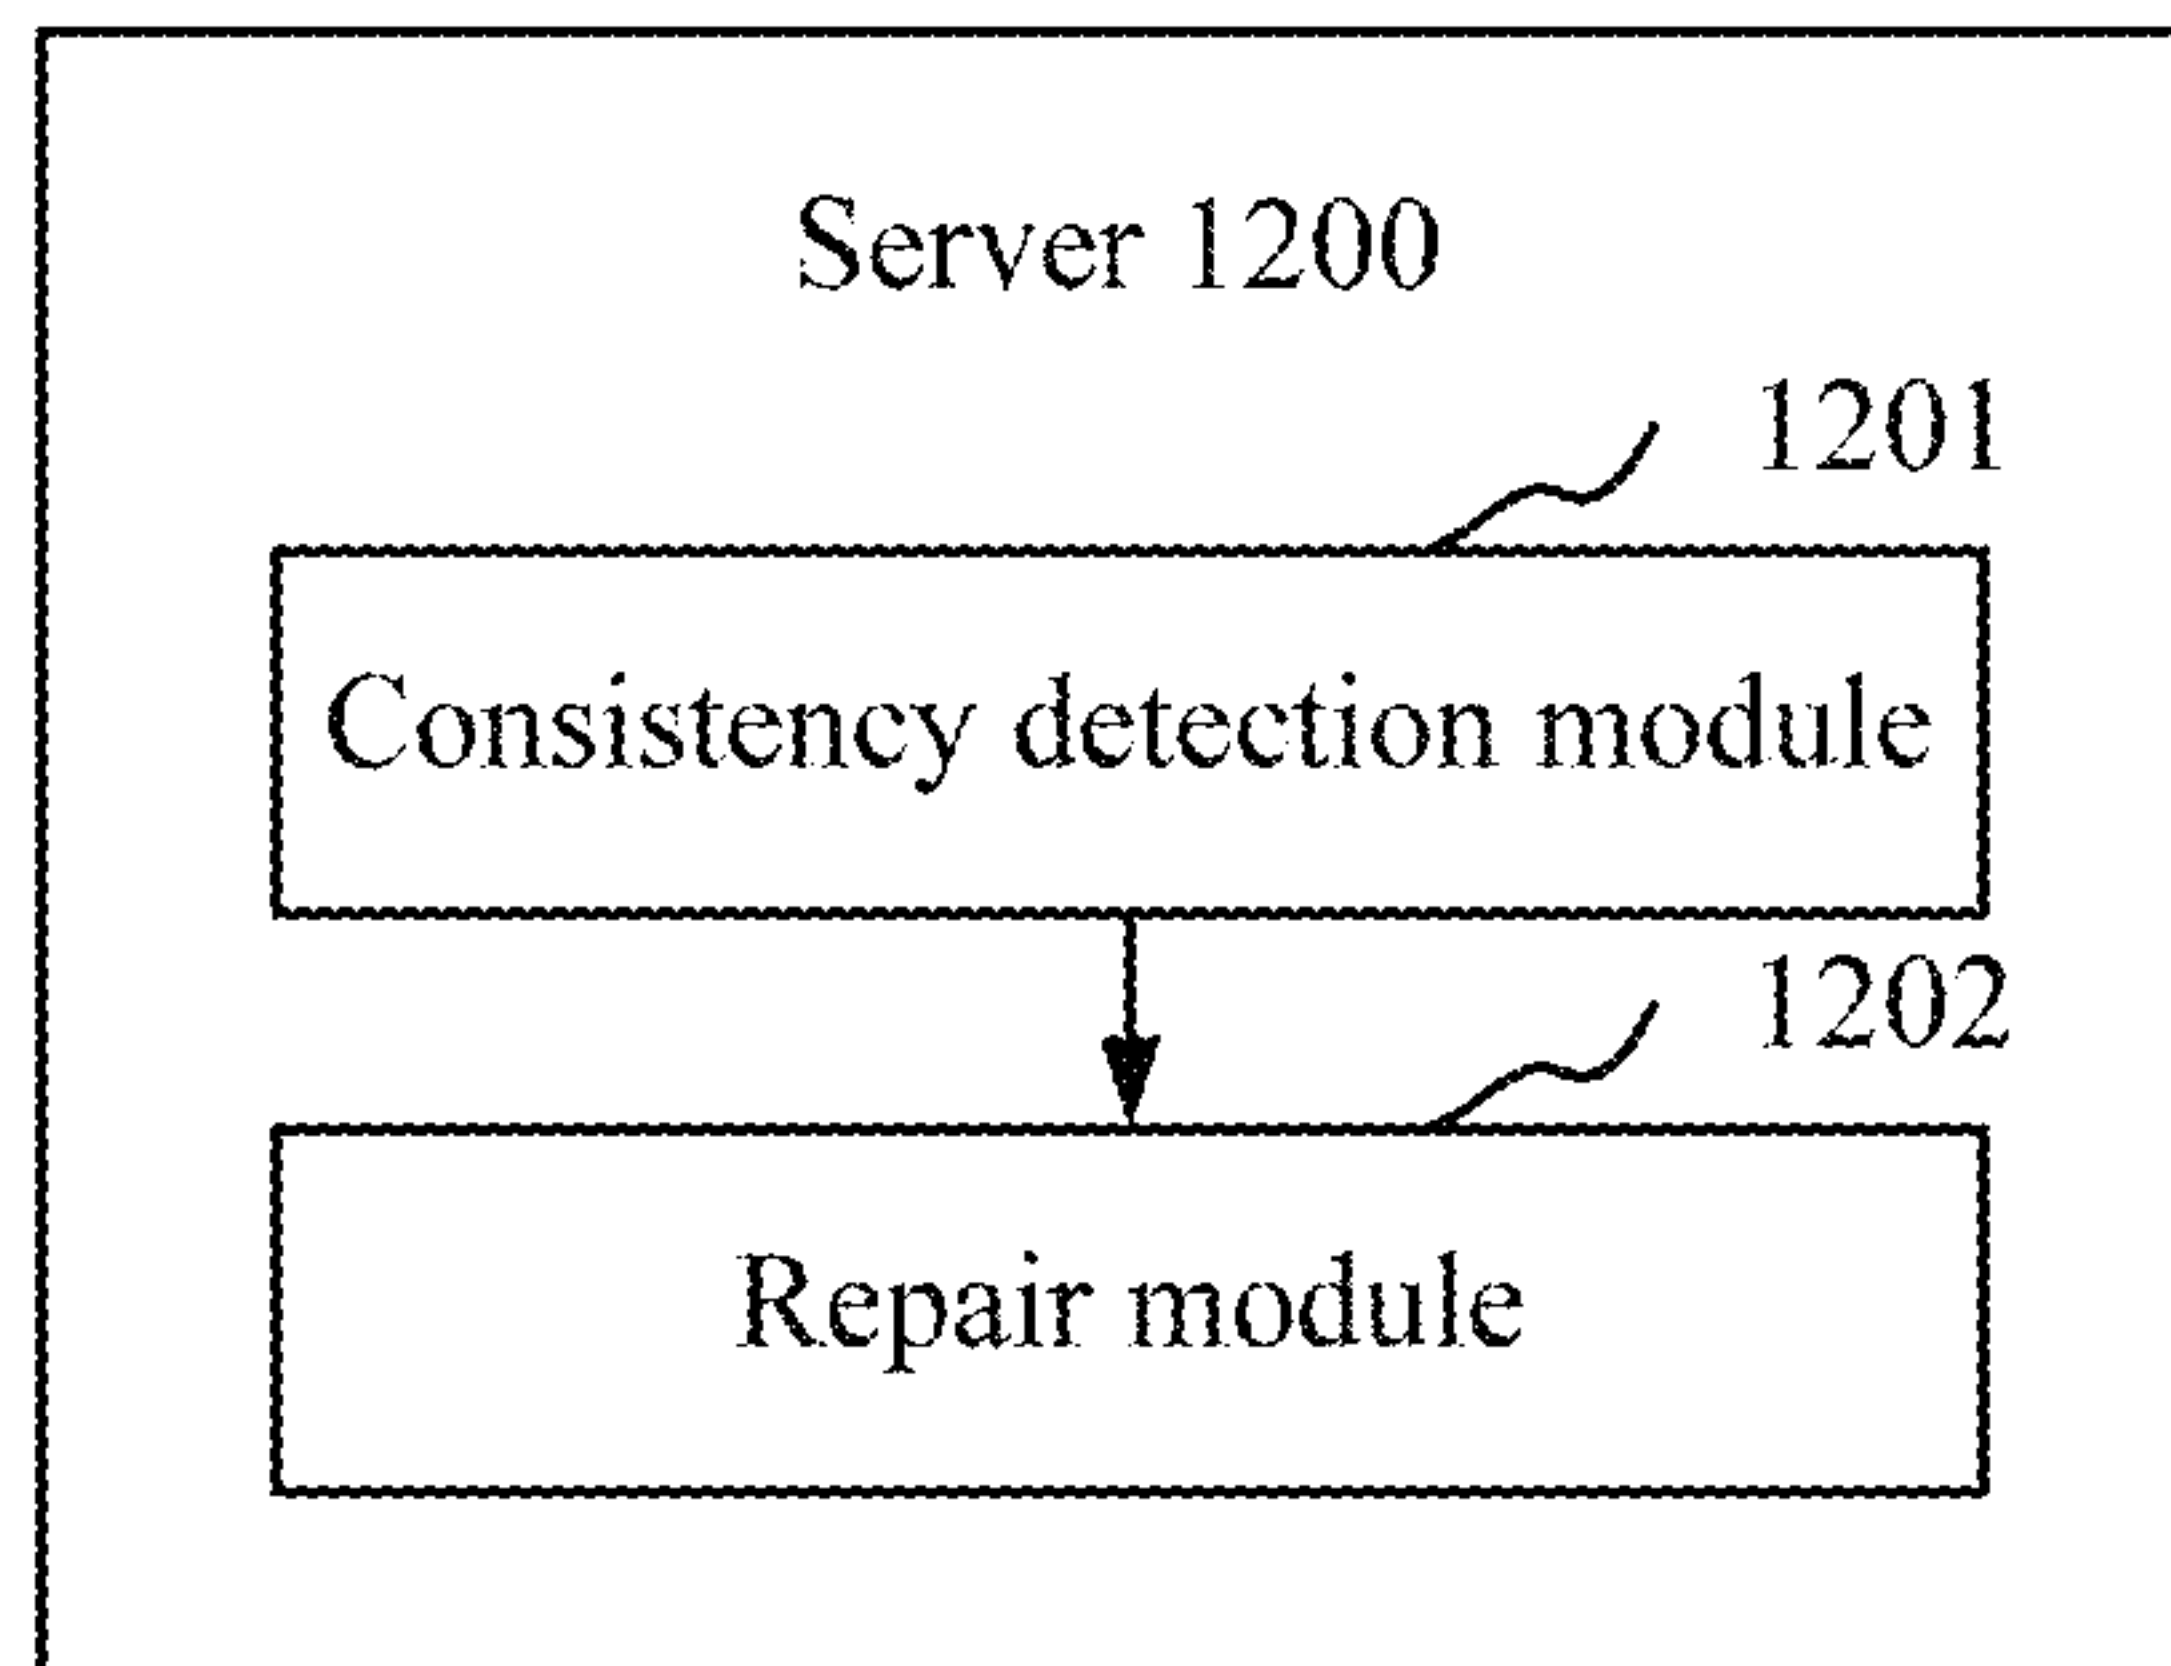 Server 1200
1201
Consistency detection module
1202
Repair module